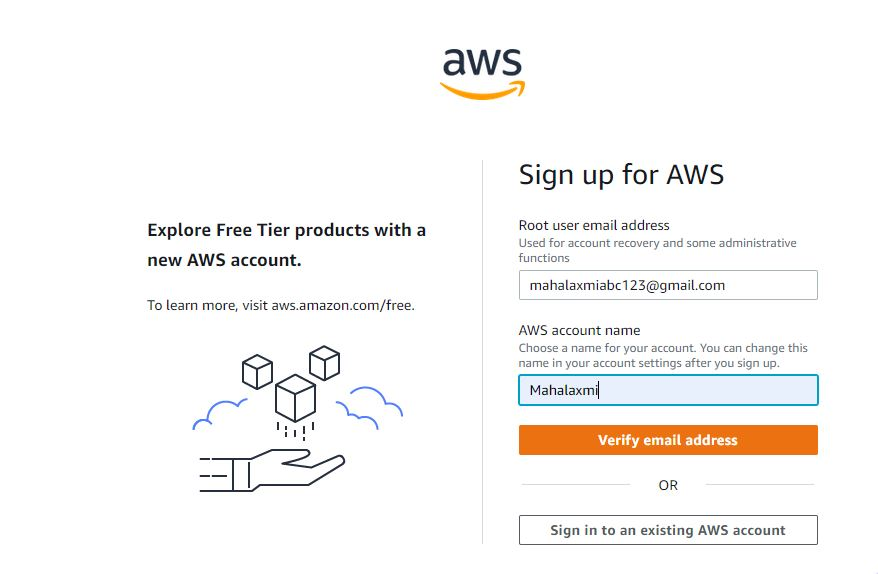 aws
Sign up for AWS
Explore Free Tier products with a
new AWS account.
To learn more, visit aws.amazon.com/free.
Root user email address
Used for account recovery and some administrative
functions
mahalaxmiabc123@gmail.com
AWS account name
Choose a name for your account. You can change this
name in your account settings after you sign up.
Mahalaxmi
Verify email address
OR
Sign in to an existing AWS account